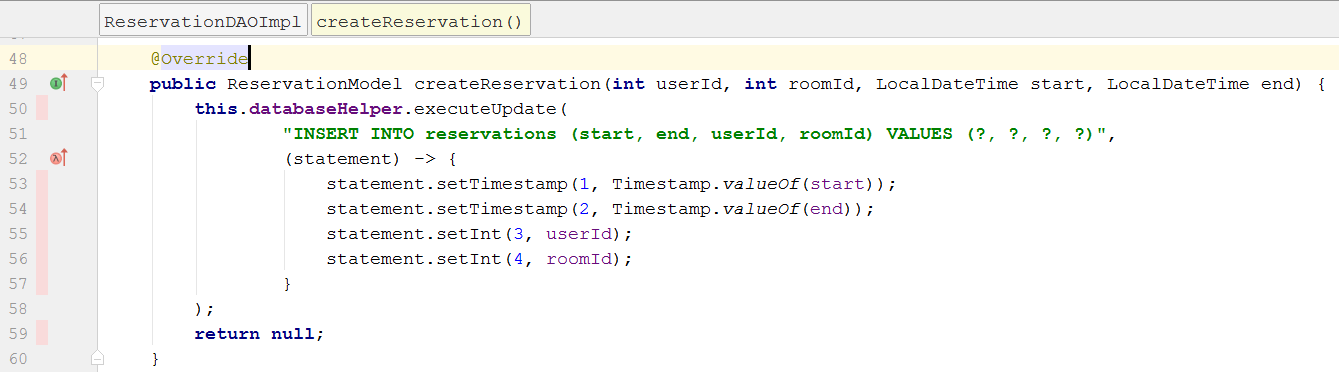 ReservationDAOImpl createReservation()
48 @Override
49 public ReservationModel createReservation(int userId, int roomId, LocalDateTime start, LocalDateTime end) {
50 this.databaseHelper.executeUpdate(
51 "INSERT INTO reservations (start, end, userId, roomId) VALUES (?, ?, ?, ?)",
52 (statement) -> {
53 statement.setTimestamp(1, Timestamp.valueOf(start));
54 statement.setTimestamp(2, Timestamp.valueOf(end));
55 statement.setInt(3, userId);
56 statement.setInt(4, roomId);
57 }
58 );
59 return null;
60 }